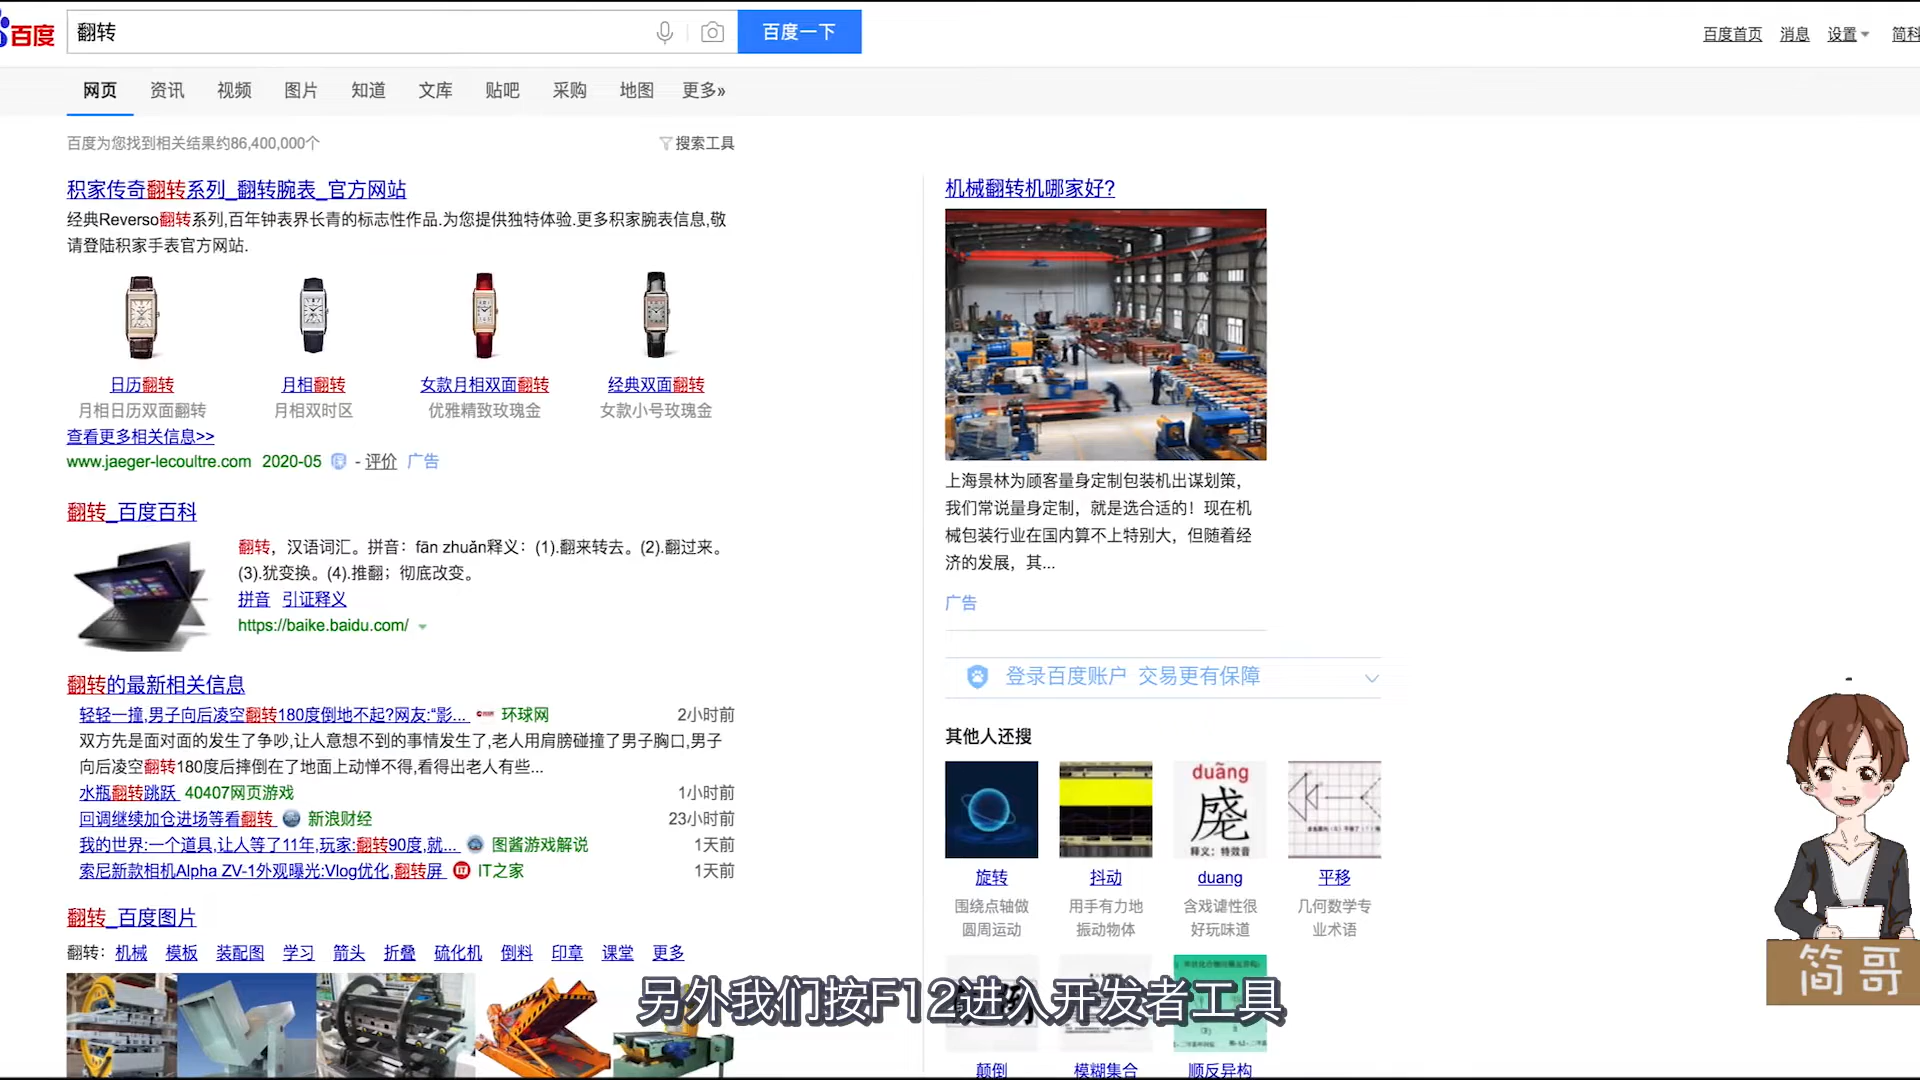 百度 翻转 百度一下 百度首页 消息 设置 简科
网页 资讯 视频 图片 知道 文库 贴吧 采购 地图 更多»
百度为您找到相关结果约86,400,000个 搜索工具
积家传奇翻转系列_翻转腕表_官方网站
经典Reverso翻转系列,百年钟表界长青的标志性作品.为您提供独特体验.更多积家腕表信息,敬
请登陆积家手表官方网站.
日历翻转 月相翻转 女款月相双面翻转 经典双面翻转
月相日历双面翻转 月相双时区 优雅精致玫瑰金 女款小号玫瑰金
查看更多相关信息>>
www.jaeger-lecoultre.com 2020-05 - 评价 广告
翻转_百度百科
翻转，汉语词汇。拼音：fān zhuǎn释义：(1).翻来转去。(2).翻过来。
(3).犹变换。(4).推翻；彻底改变。
拼音 引证释义
https://baike.baidu.com/
翻转的最新相关信息
轻轻一撞,男子向后凌空翻转180度倒地不起?网友:“影... 环球网 2小时前
双方先是面对面的发生了争吵,让人意想不到的事情发生了,老人用肩膀碰撞了男子胸口,男子
向后凌空翻转180度后摔倒在了地面上动惮不得,看得出老人有些...
水瓶翻转跳跃 40407网页游戏 1小时前
回调继续加仓进场等看翻转 新浪财经 23小时前
我的世界:一个道具,让人等了11年,玩家:翻转90度,就... 图酱游戏解说 1天前
索尼新款相机Alpha ZV-1外观曝光:Vlog优化,翻转屏 IT之家 1天前
翻转_百度图片
翻转： 机械 模板 装配图 学习 箭头 折叠 硫化机 倒料 印章 课堂 更多
机械翻转机哪家好?
上海景林为顾客量身定制包装机出谋划策，
我们常说量身定制，就是选合适的！现在机
械包装行业在国内算不上特别大，但随着经
济的发展，其...
广告
登录百度账户 交易更有保障
其他人还搜
duāng
释义：特效音
旋转 抖动 duang 平移
围绕点轴做 用手有力地 含戏谑性很 几何数学专
圆周运动 振动物体 好玩味道 业术语
颠倒 模糊集合 顺反异构
另外我们按F12进入开发者工具
简哥